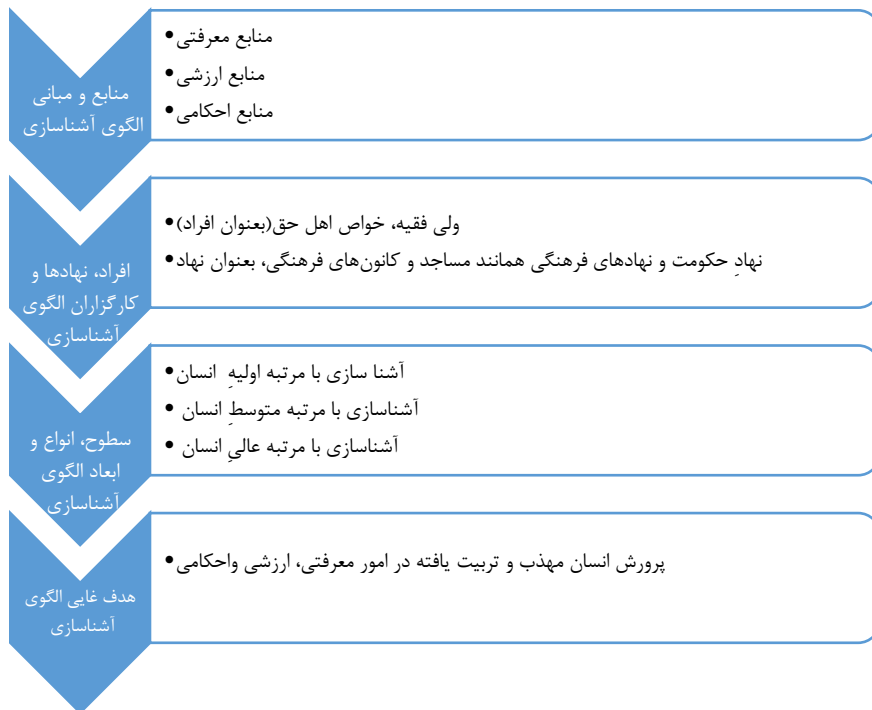 منابع و مبانی
الگوی آشناسازی
•منابع معرفتی
•منابع ارزشی
•منابع احکامی
افراد، نهادها و
کارگزاران الگوی
آشناسازی
•ولی فقیه، خواص اهل حق(بعنوان افراد)
•نهادِ حکومت و نهادهای فرهنگی همانند مساجد و کانون‌های فرهنگی، بعنوان نهاد
سطوح، انواع و
ابعاد الگوی
آشناسازی
•آشنا سازی با مرتبه اولیهِ انسان
•آشناسازی با مرتبه متوسطِ انسان
•آشناسازی با مرتبه عالیِ انسان
هدف غایی الگوی
آشناسازی
•پرورش انسان مهذب و تربیت یافته در امور معرفتی، ارزشی واحکامی